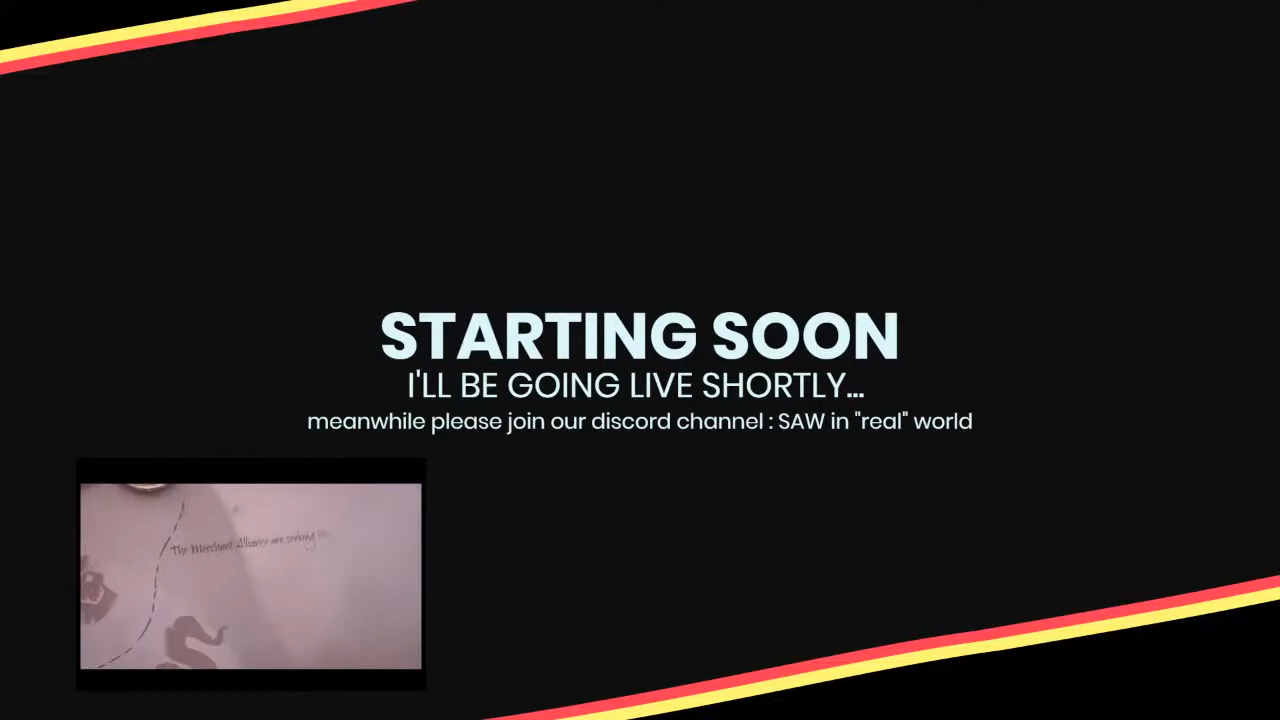 STARTING SOON
I'LL BE GOING LIVE SHORTLY...
meanwhile please join our discord channel : SAW in "real" world
The Merchant Alliance are seeking